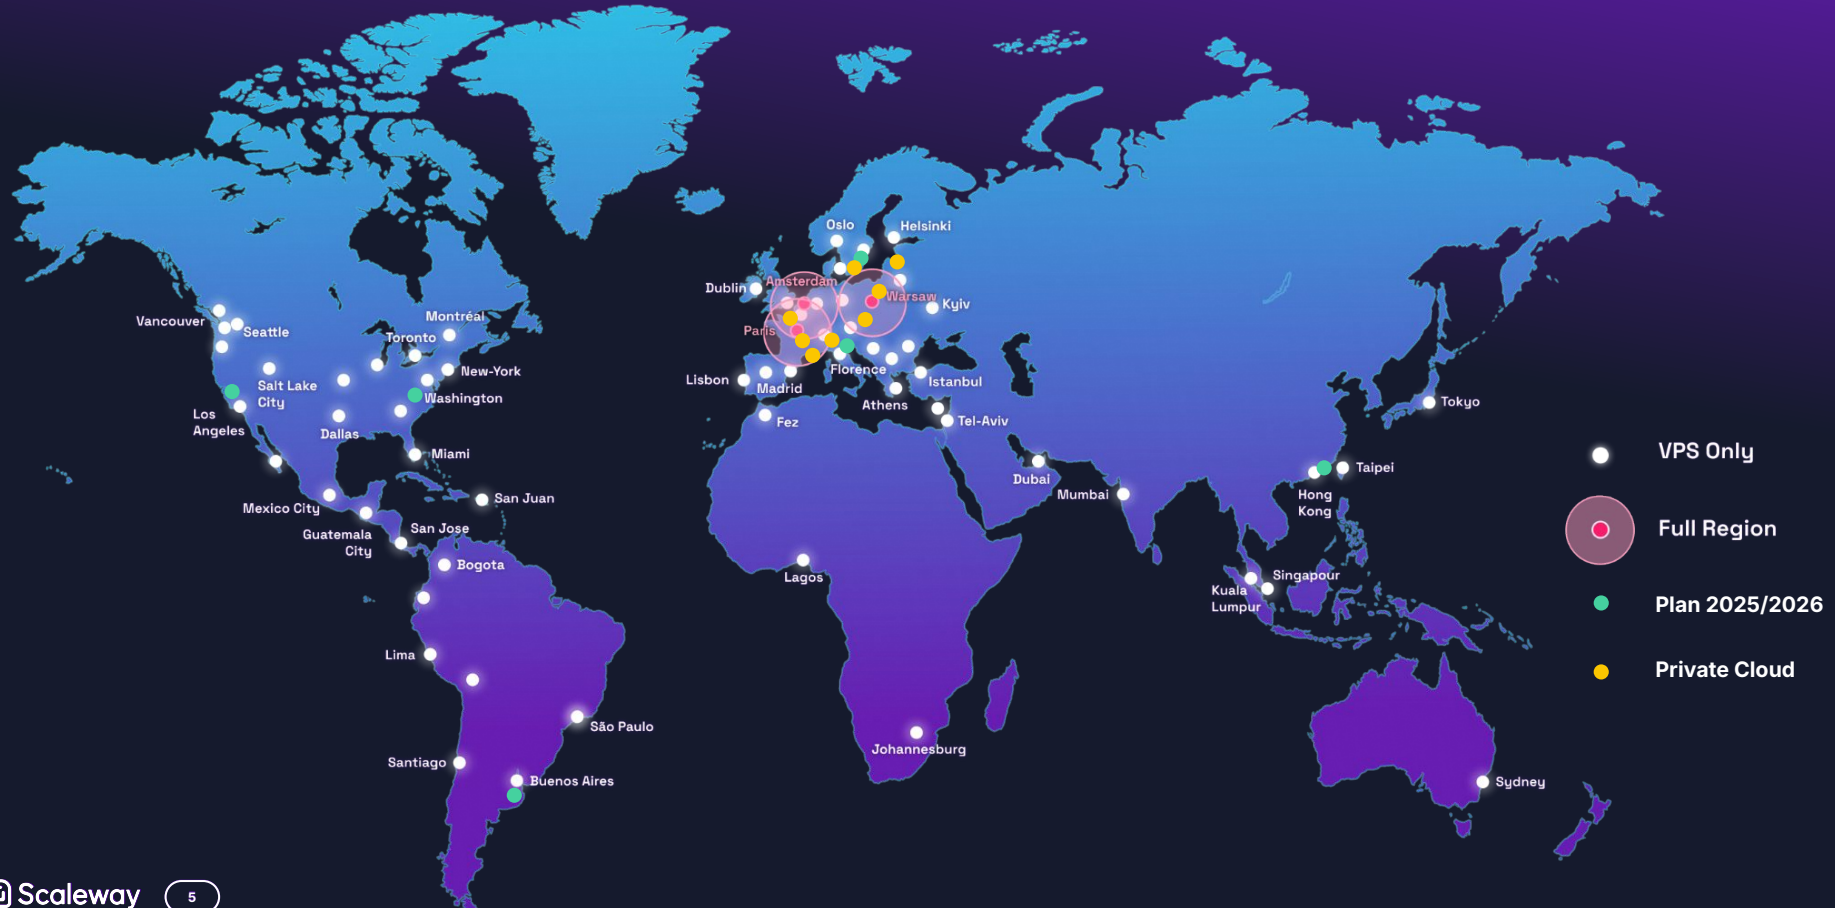 Oslo
Helsinki
Dublin
Amsterdam
Warsaw
Kyiv
Paris
Vancouver
Seattle
Montréal
Toronto
New-York
Salt Lake
City
Washington
Los
Angeles
Dallas
Miami
Lisbon
Madrid
Florence
Istanbul
Athens
Fez
Tel-Aviv
Tokyo
Dubai
Mumbai
Taipei
Hong
Kong
Mexico City
San Juan
Guatemala
City
San Jose
Bogota
Lagos
Singapour
Kuala
Lumpur
Lima
São Paulo
Santiago
Buenos Aires
Johannesburg
Sydney
VPS Only
Full Region
Plan 2025/2026
Private Cloud
Scaleway
5